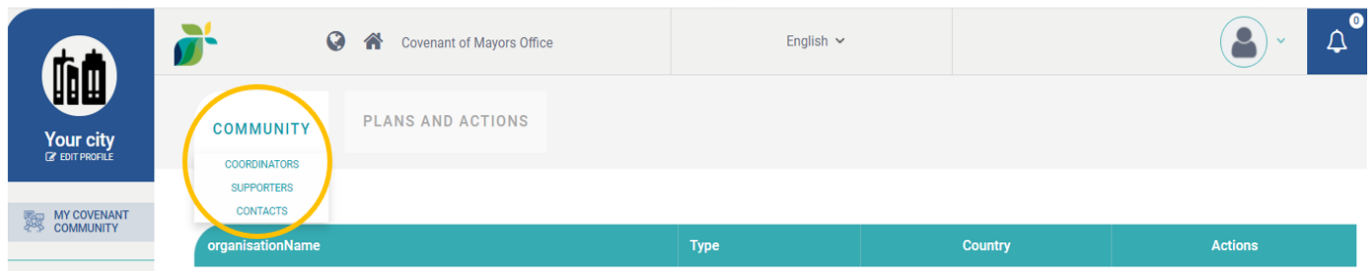 Covenant of Mayors Office
English
0
Your city
EDIT PROFILE
COMMUNITY
PLANS AND ACTIONS
COORDINATORS
SUPPORTERS
CONTACTS
MY COVENANT
COMMUNITY
organisationName Type Country Actions